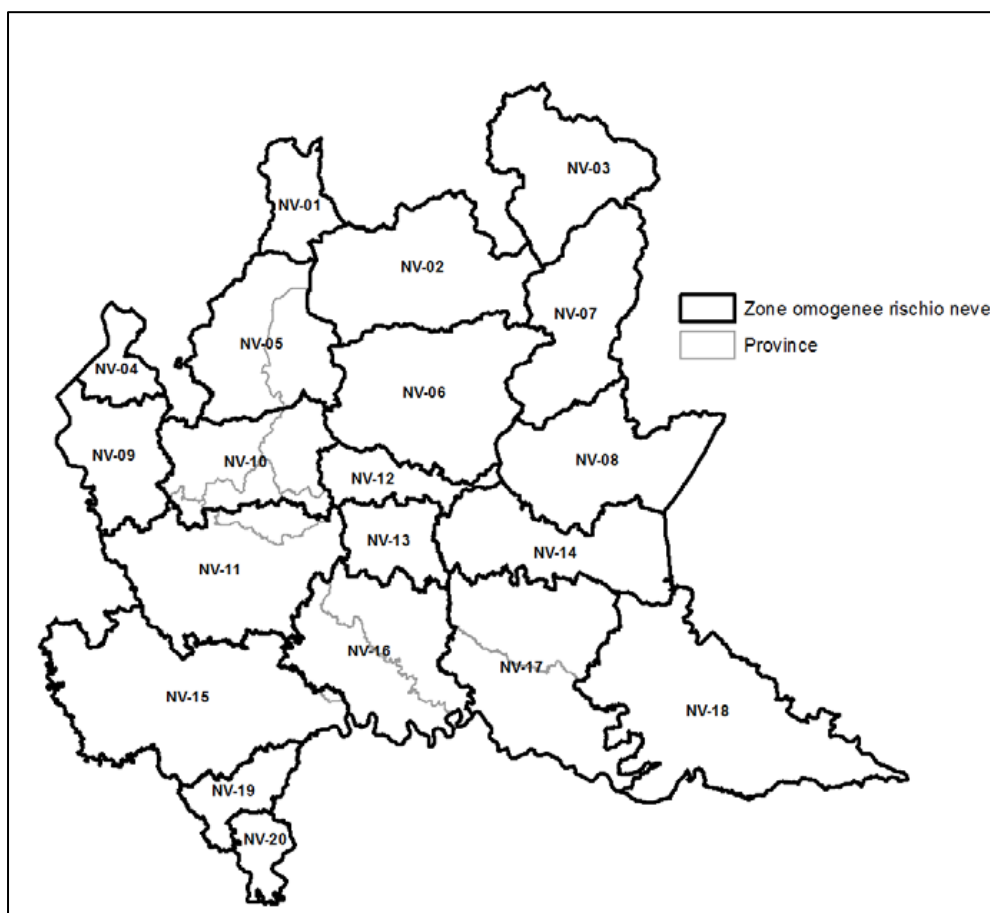 NV-03
NV-01
NV-02
Zone omogenee rischio neve
NV-07
Province
NV-05
NV-04
NV-06
NV-09
NV-10
NV-08
NV-12
NV-13
NV-14
NV-11
NV-16
NV-17
NV-15
NV-18
NV-19
NV-20